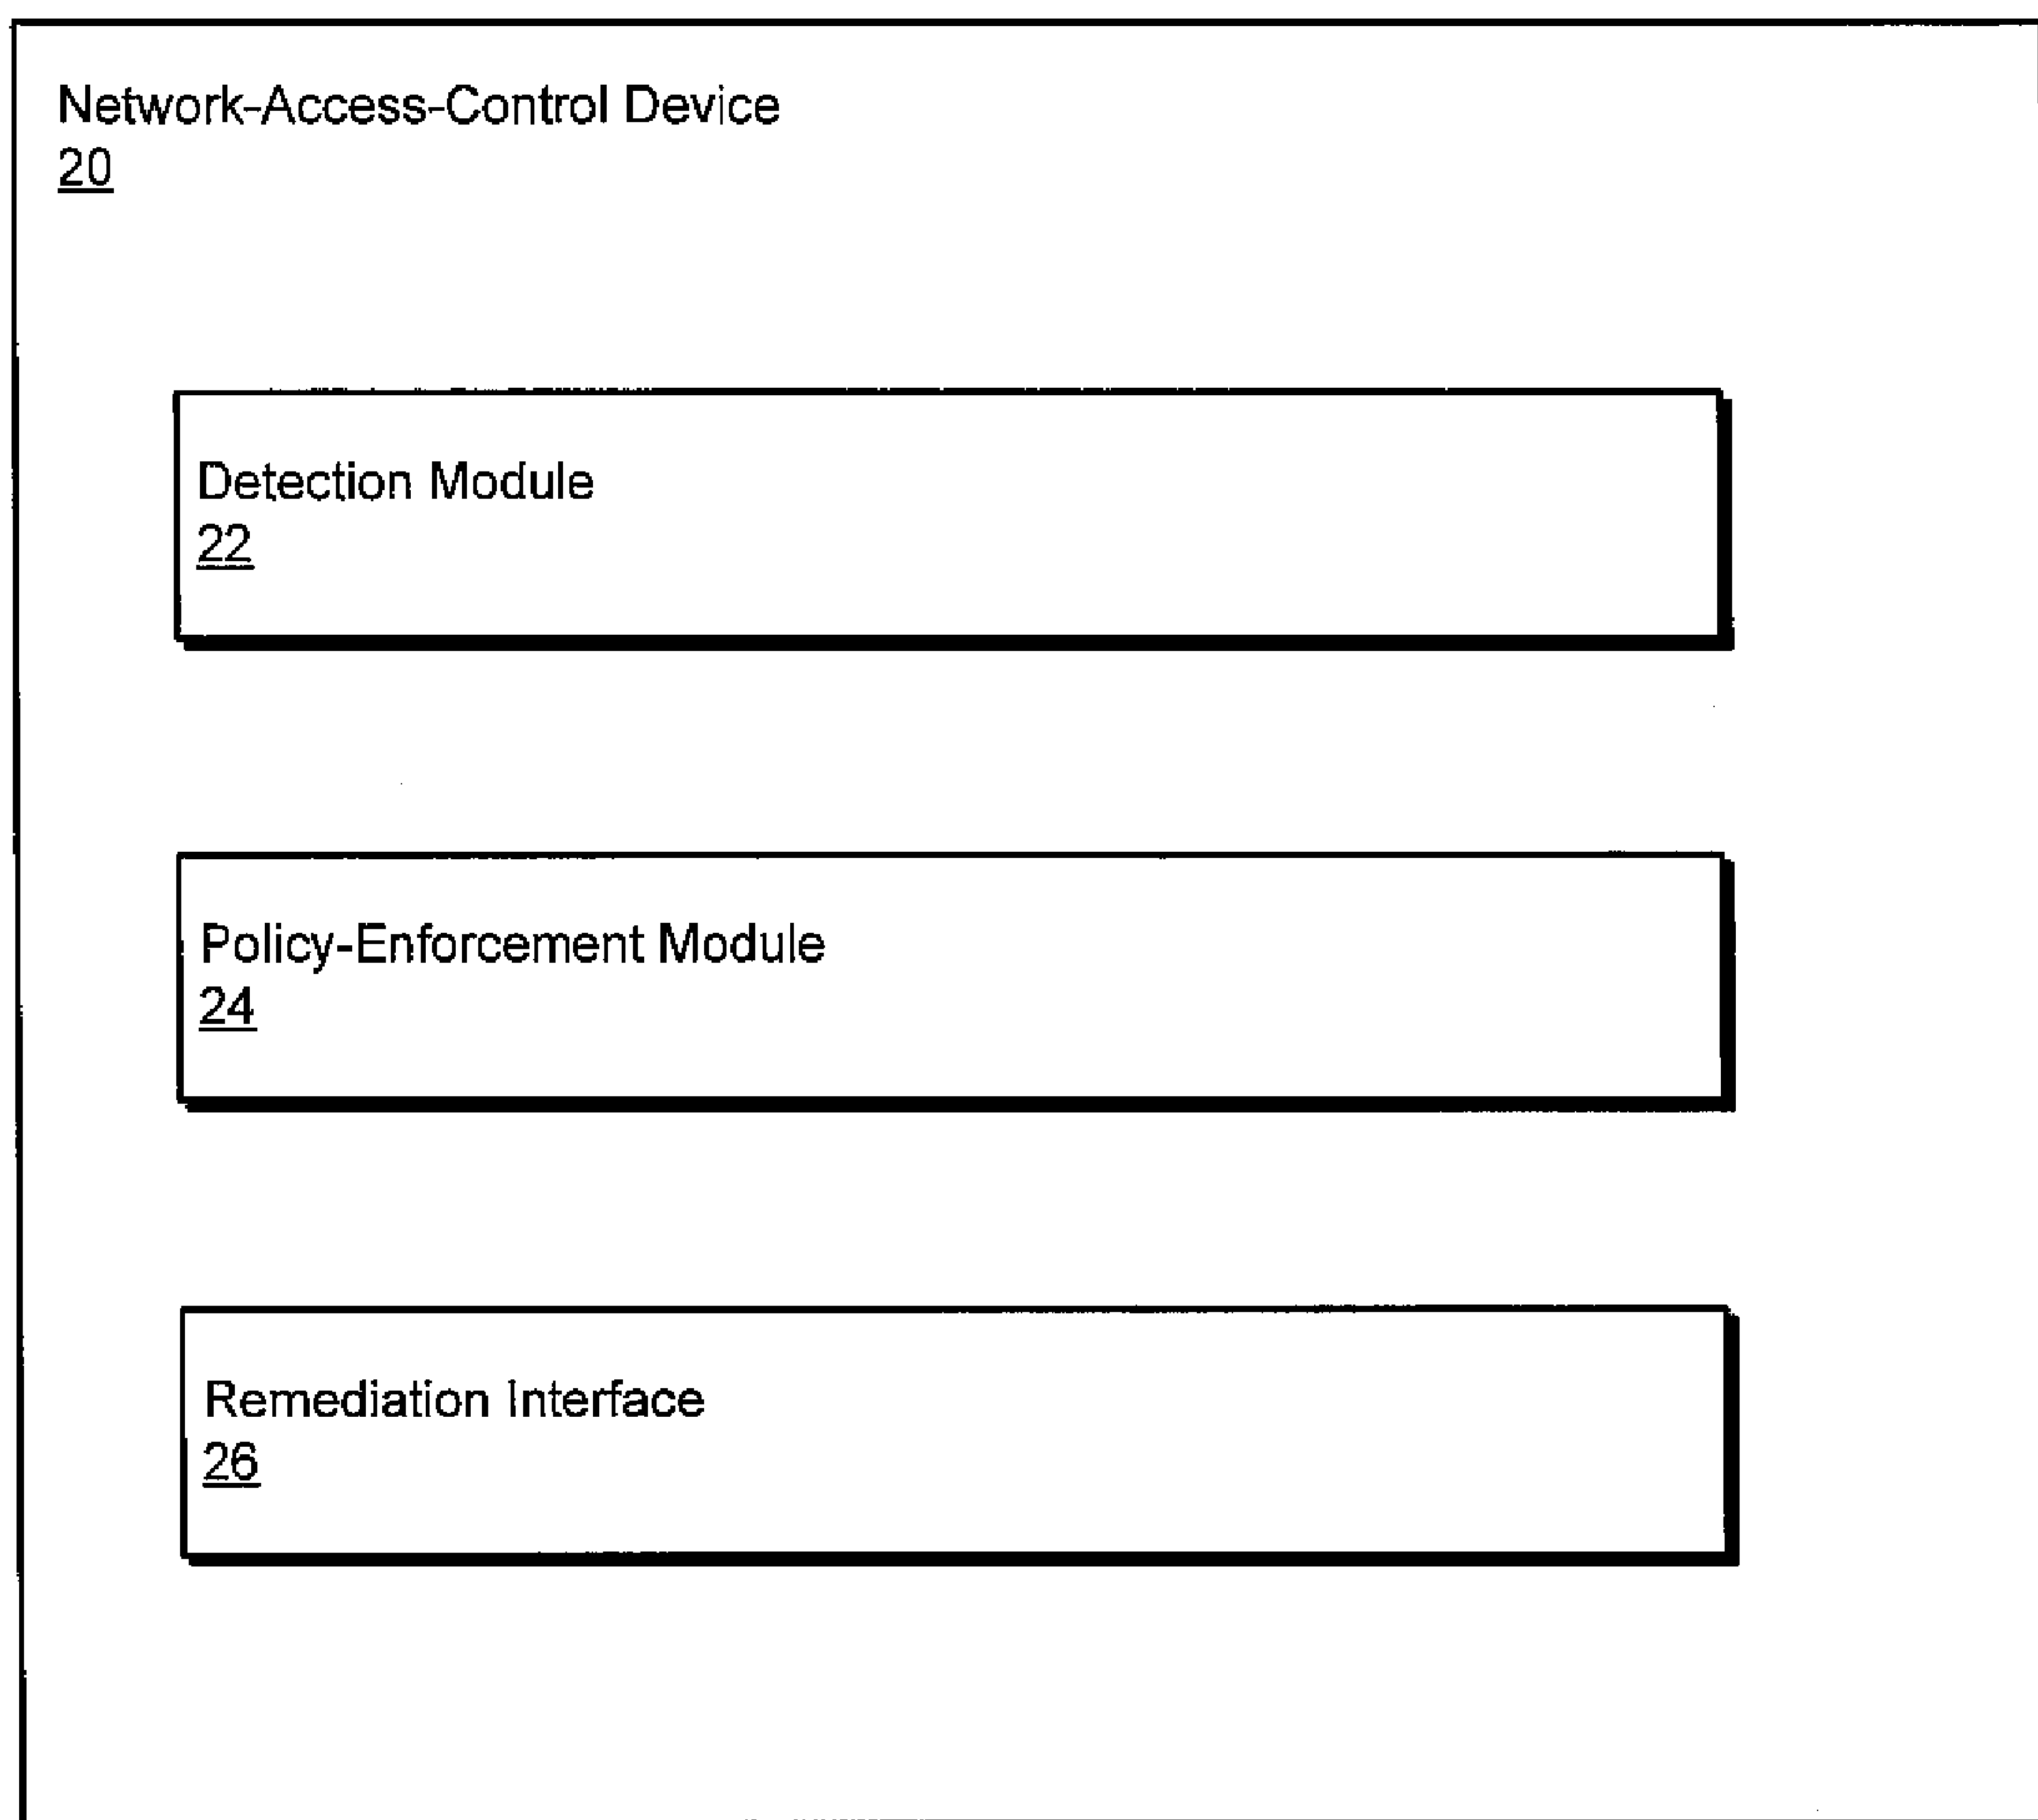 Network-Access-Control Device
20
Detection Module
22
Policy-Enforcement Module
24
Remediation Interface
26